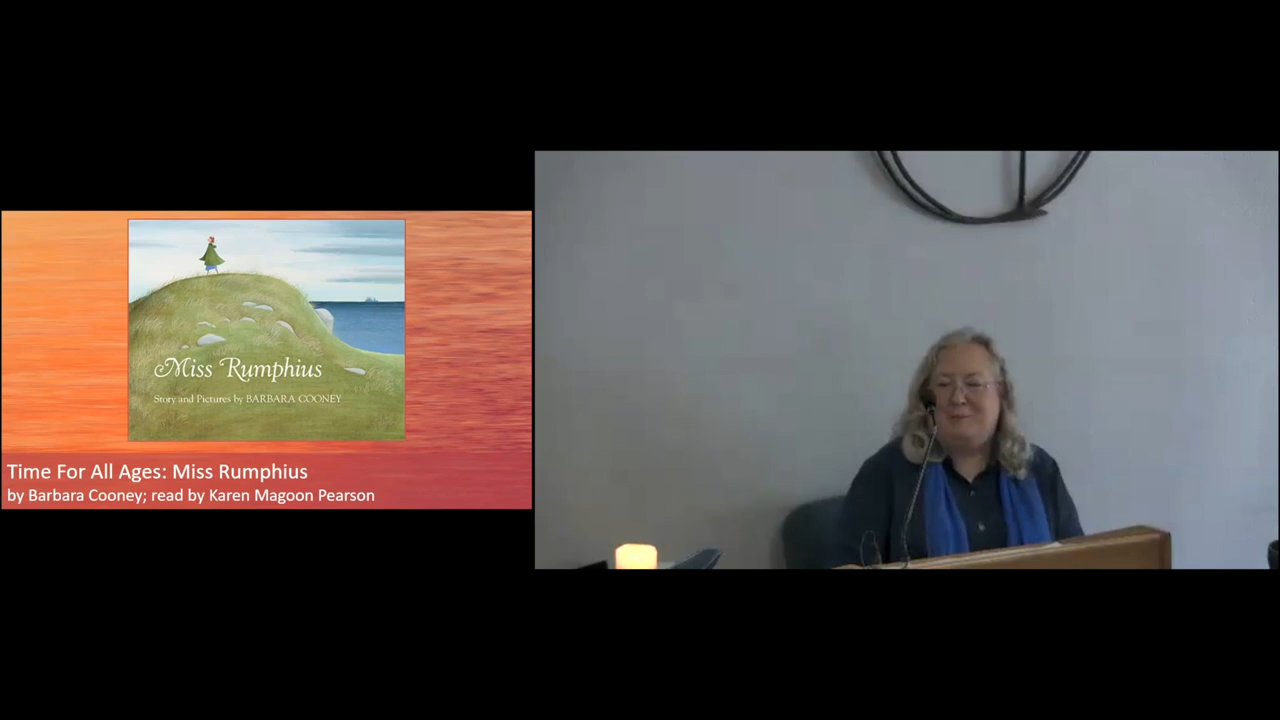 Miss Rumphius
Story and Pictures by BARBARA COONEY
Time For All Ages: Miss Rumphius
by Barbara Cooney; read by Karen Magoon Pearson